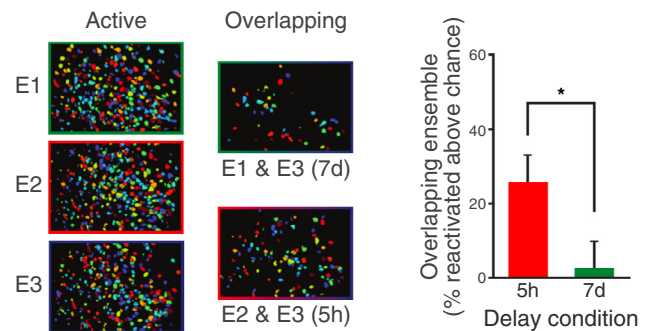 Active
Overlapping
E1
E2
E3
E1 & E3 (7d)
E2 & E3 (5h)
Overlapping ensemble
(% reactivated above chance)
60
40
20
0
*
5h
7d
Delay condition